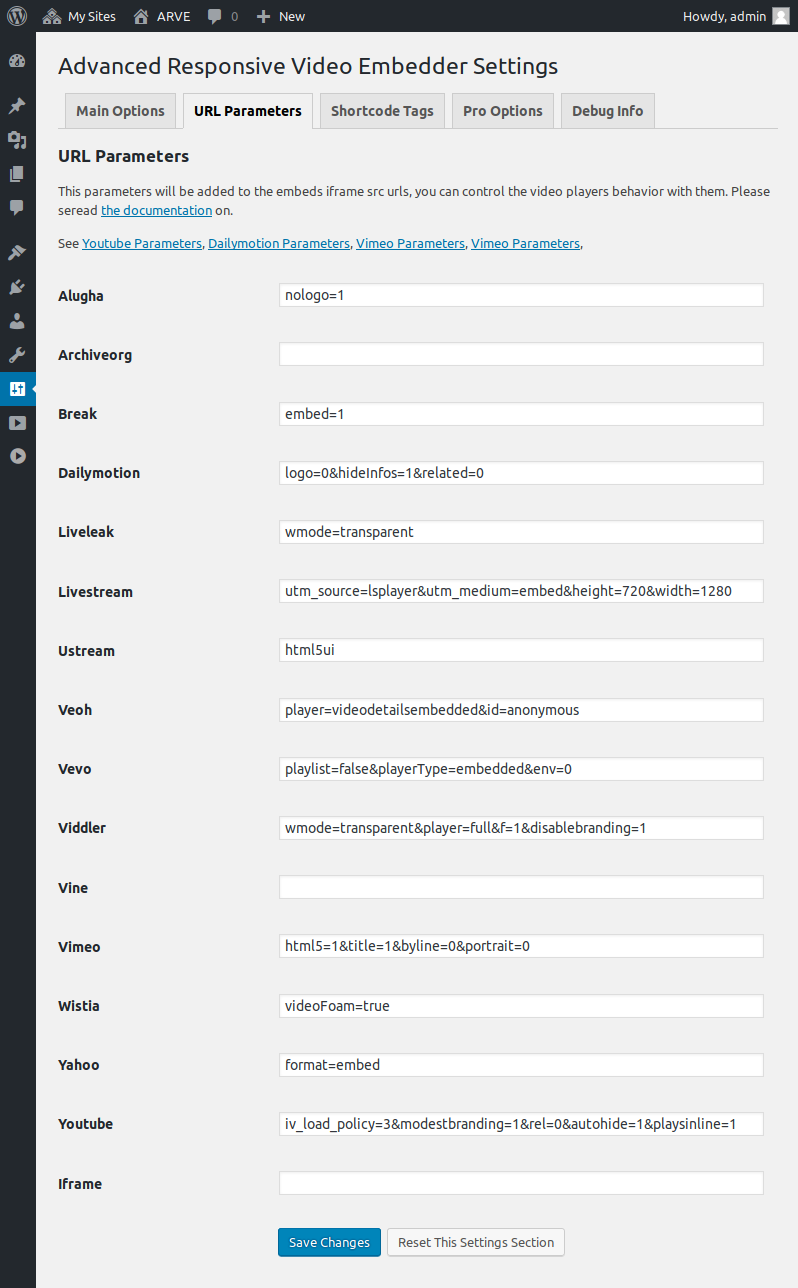 My Sites ARVE 0 New Howdy, admin
Advanced Responsive Video Embedder Settings
Main Options URL Parameters Shortcode Tags Pro Options Debug Info
URL Parameters
This parameters will be added to the embeds iframe src urls, you can control the video players behavior with them. Please
seread the documentation on.
See Youtube Parameters, Dailymotion Parameters, Vimeo Parameters, Vimeo Parameters,
Alugha nologo=1
Archiveorg
Break embed=1
Dailymotion logo=0&hideInfos=1&related=0
Liveleak wmode=transparent
Livestream utm_source=lsplayer&utm_medium=embed&height=720&width=1280
Ustream html5ui
Veoh player=videodetailsembedded&id=anonymous
Vevo playlist=false&playerType=embedded&env=0
Viddler wmode=transparent&player=full&f=1&disablebranding=1
Vine
Vimeo html5=1&title=1&byline=0&portrait=0
Wistia videoFoam=true
Yahoo format=embed
Youtube iv_load_policy=3&modestbranding=1&rel=0&autohide=1&playsinline=1
Iframe
Save Changes Reset This Settings Section